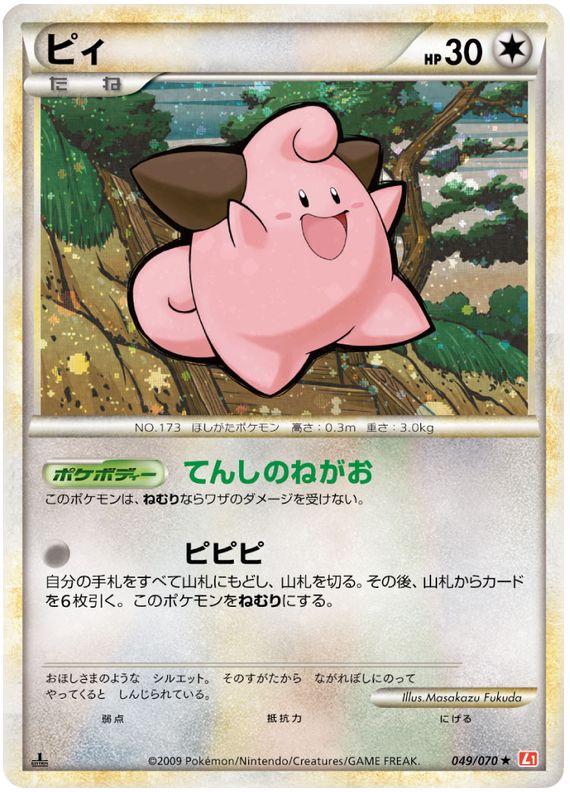 ピィ HP30
たね
NO.173 ほしがたポケモン 高さ：0.3m 重さ：3.0kg
ポケボディー てんしのねがお
このポケモンは、ねむりならワザのダメージを受けない。
ピピピ
自分の手札をすべて山札にもどし、山札を切る。その後、山札からカード
を6枚引く。このポケモンをねむりにする。
おほしさまのような シルエット。 そのすがたから ながれぼしにのって
やってくると しんじられている。
Illus.Masakazu Fukuda
弱点 抵抗力 にげる
1 EDITION ©2009 Pokémon/Nintendo/Creatures/GAME FREAK. 049/070 ★ L1